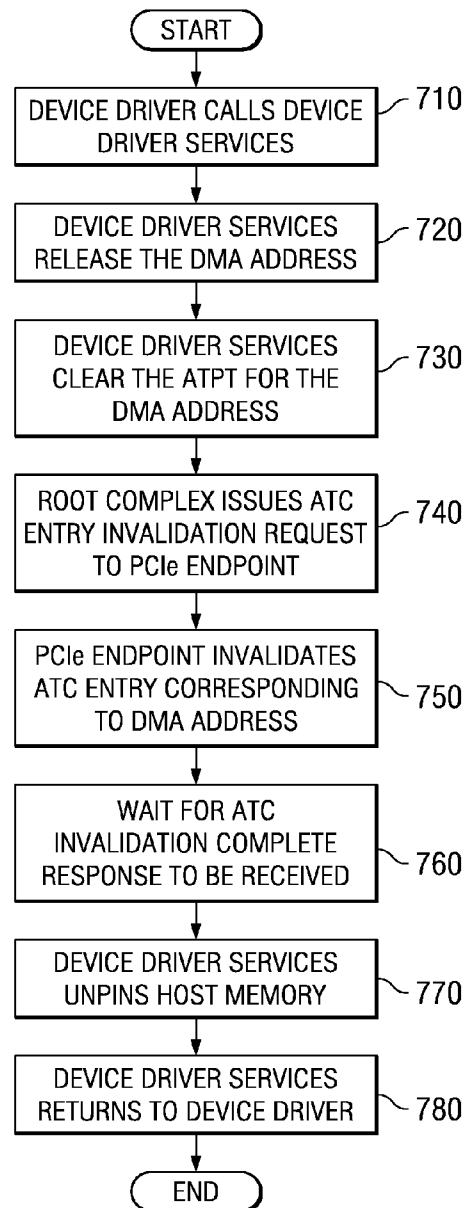 START
DEVICE DRIVER CALLS DEVICE
DRIVER SERVICES
710
DEVICE DRIVER SERVICES
RELEASE THE DMA ADDRESS
720
DEVICE DRIVER SERVICES
CLEAR THE ATPT FOR THE
DMA ADDRESS
730
ROOT COMPLEX ISSUES ATC
ENTRY INVALIDATION REQUEST
TO PCIe ENDPOINT
740
PCIe ENDPOINT INVALIDATES
ATC ENTRY CORRESPONDING
TO DMA ADDRESS
750
WAIT FOR ATC
INVALIDATION COMPLETE
RESPONSE TO BE RECEIVED
760
DEVICE DRIVER SERVICES
UNPINS HOST MEMORY
770
DEVICE DRIVER SERVICES
RETURNS TO DEVICE DRIVER
780
END